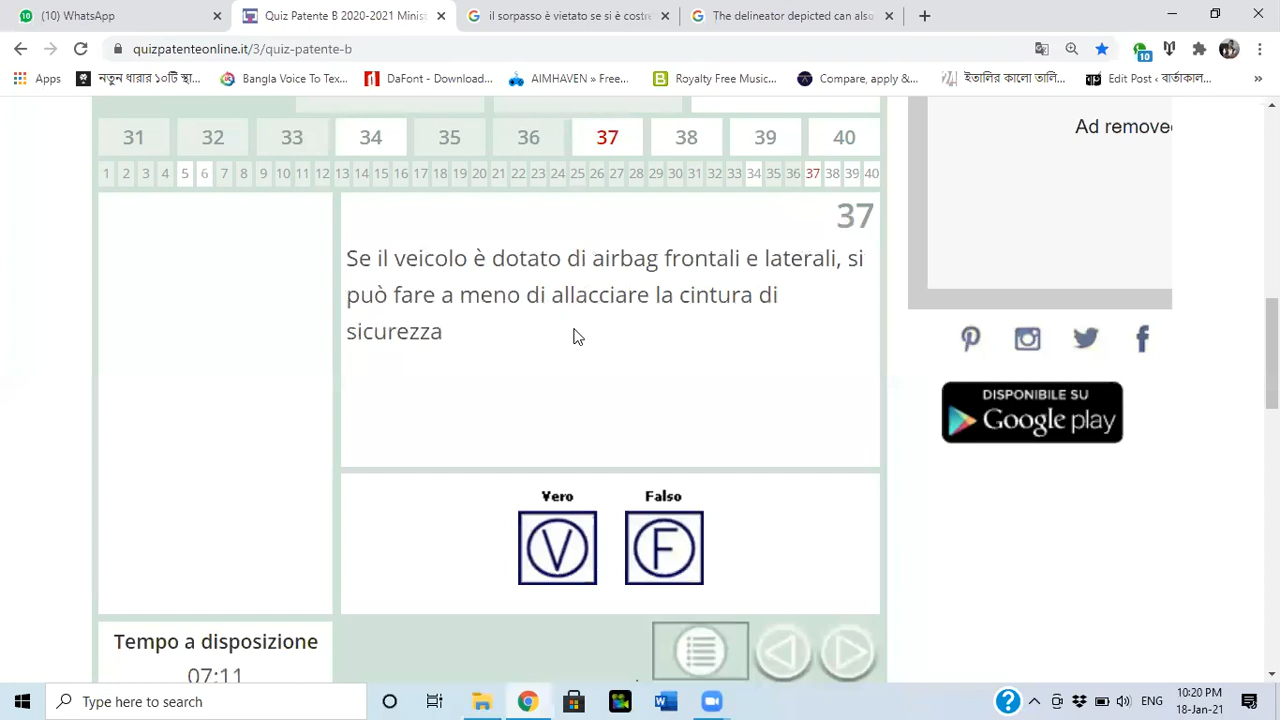 (10) WhatsApp
Quiz Patente B 2020-2021 Minist
il sorpasso è vietato se si è costre
The delineator depicted can also
quizpatenteonline.it/3/quiz-patente-b
10
Apps
নতুন ধারার ১০টি স্থা...
Bangla Voice To Tex...
DaFont - Download...
AIMHAVEN » Free...
Royalty Free Music...
Compare, apply &...
ইতালির কালো তালি...
Edit Post ‹ বার্তাকাল...
»
31 32 33 34 35 36 37 38 39 40
1 2 3 4 5 6 7 8 9 10 11 12 13 14 15 16 17 18 19 20 21 22 23 24 25 26 27 28 29 30 31 32 33 34 35 36 37 38 39 40
Ad remove
37
Se il veicolo è dotato di airbag frontali e laterali, si
può fare a meno di allacciare la cintura di
sicurezza
DISPONIBILE SU
Google play
Vero Falso
V F
Tempo a disposizione
07:11
Type here to search
ENG
10:20 PM
18-Jan-21